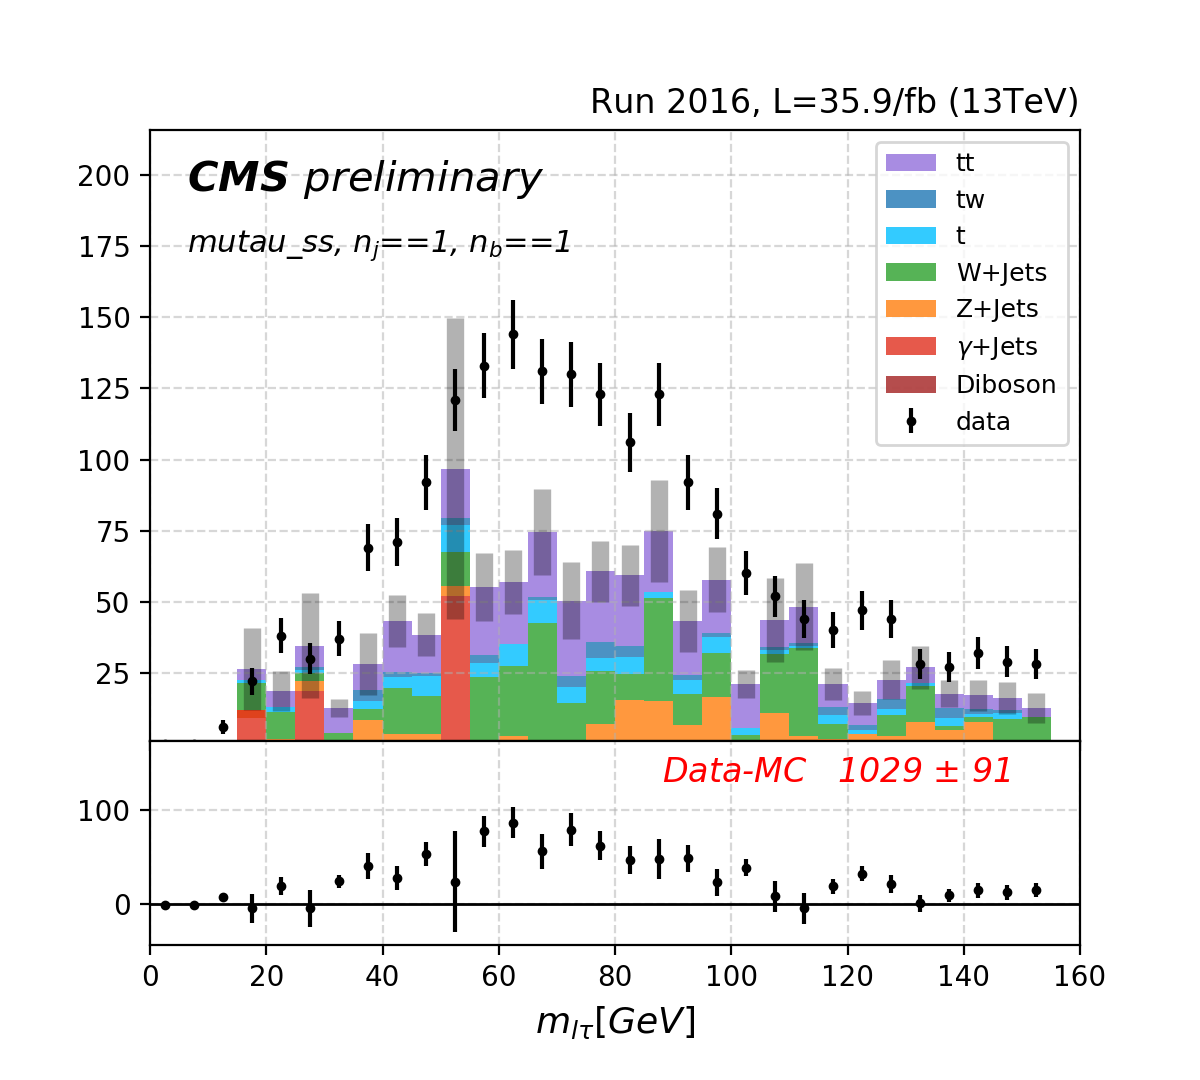 Run 2016, L=35.9/fb (13TeV)
CMS preliminary
mutau_ss, nj==1, nb==1
200
175
150
125
100
75
50
25
tt
tw
t
W+Jets
Z+Jets
γ+Jets
Diboson
data
Data-MC 1029 ± 91
100
0
0 20 40 60 80 100 120 140 160
mlτ[GeV]